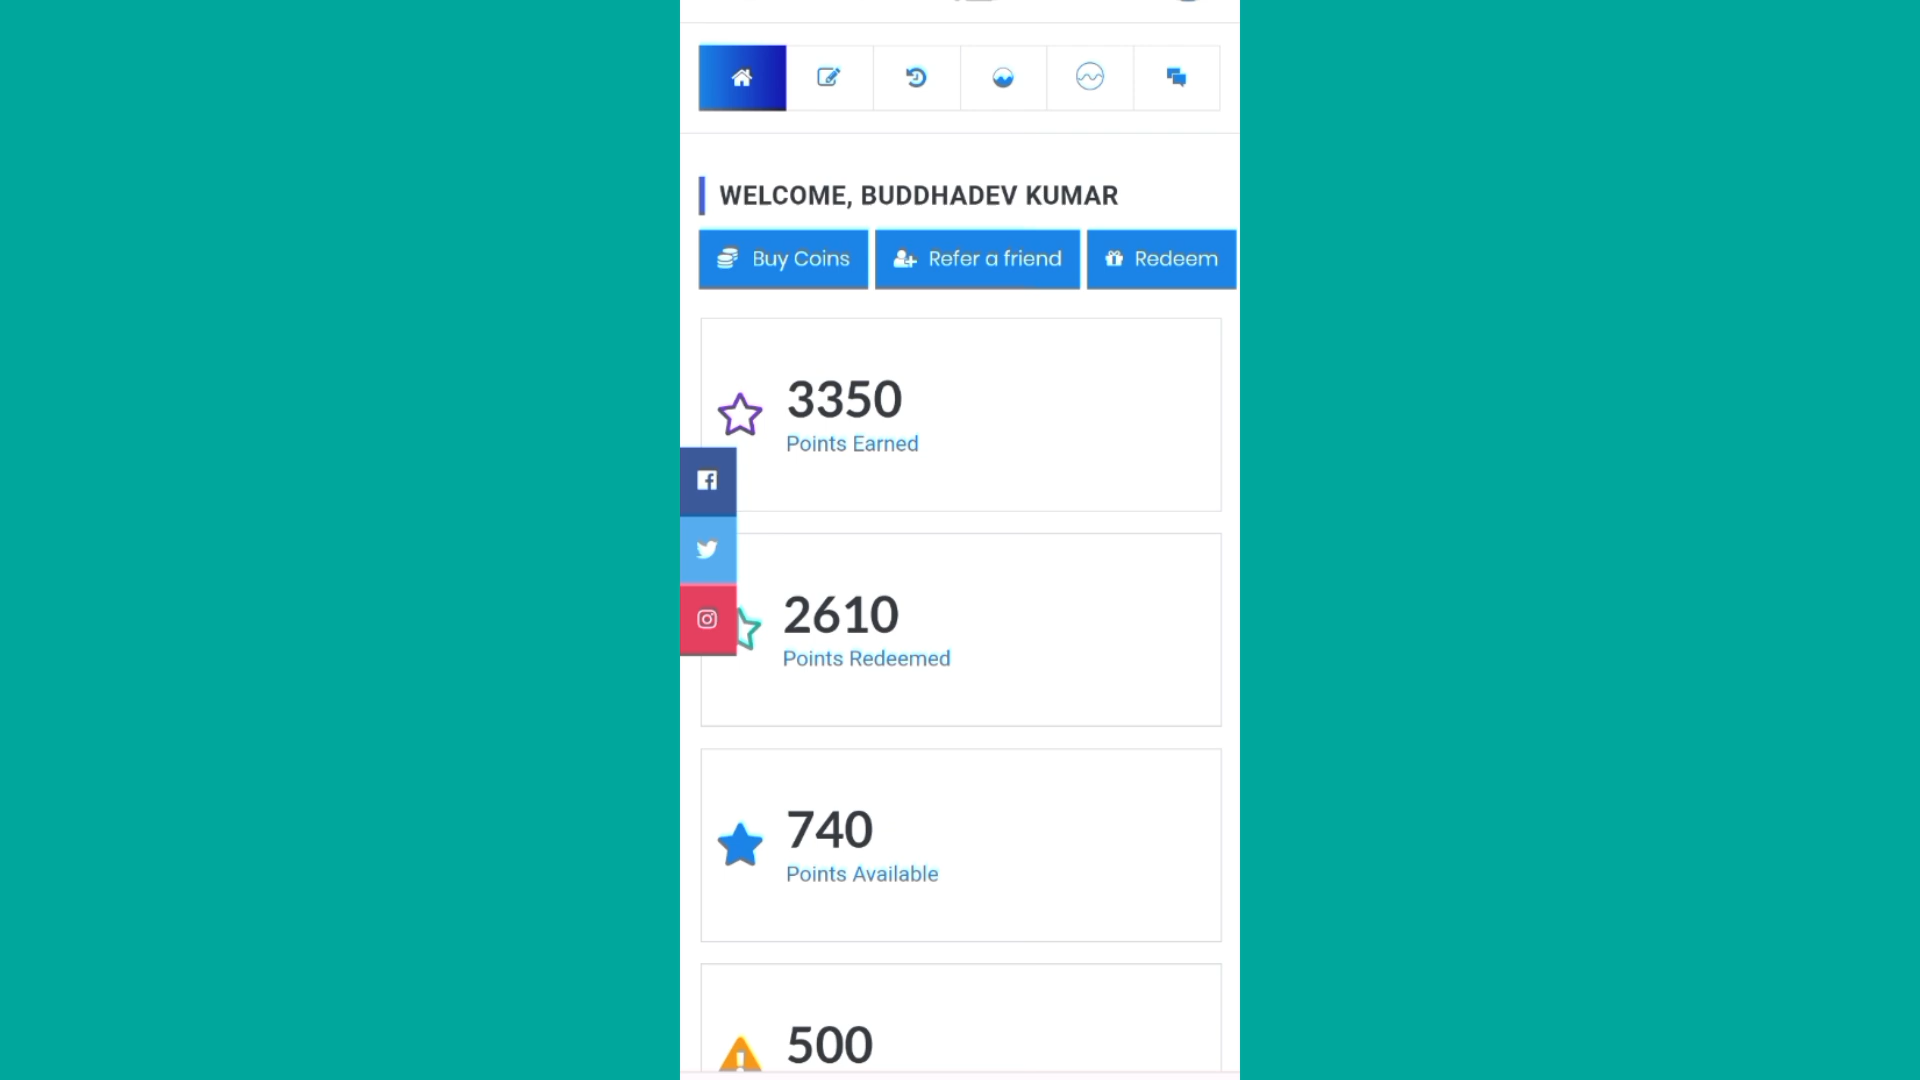 WELCOME, BUDDHADEV KUMAR
Buy Coins Refer a friend Redeem
3350
Points Earned
2610
Points Redeemed
740
Points Available
500